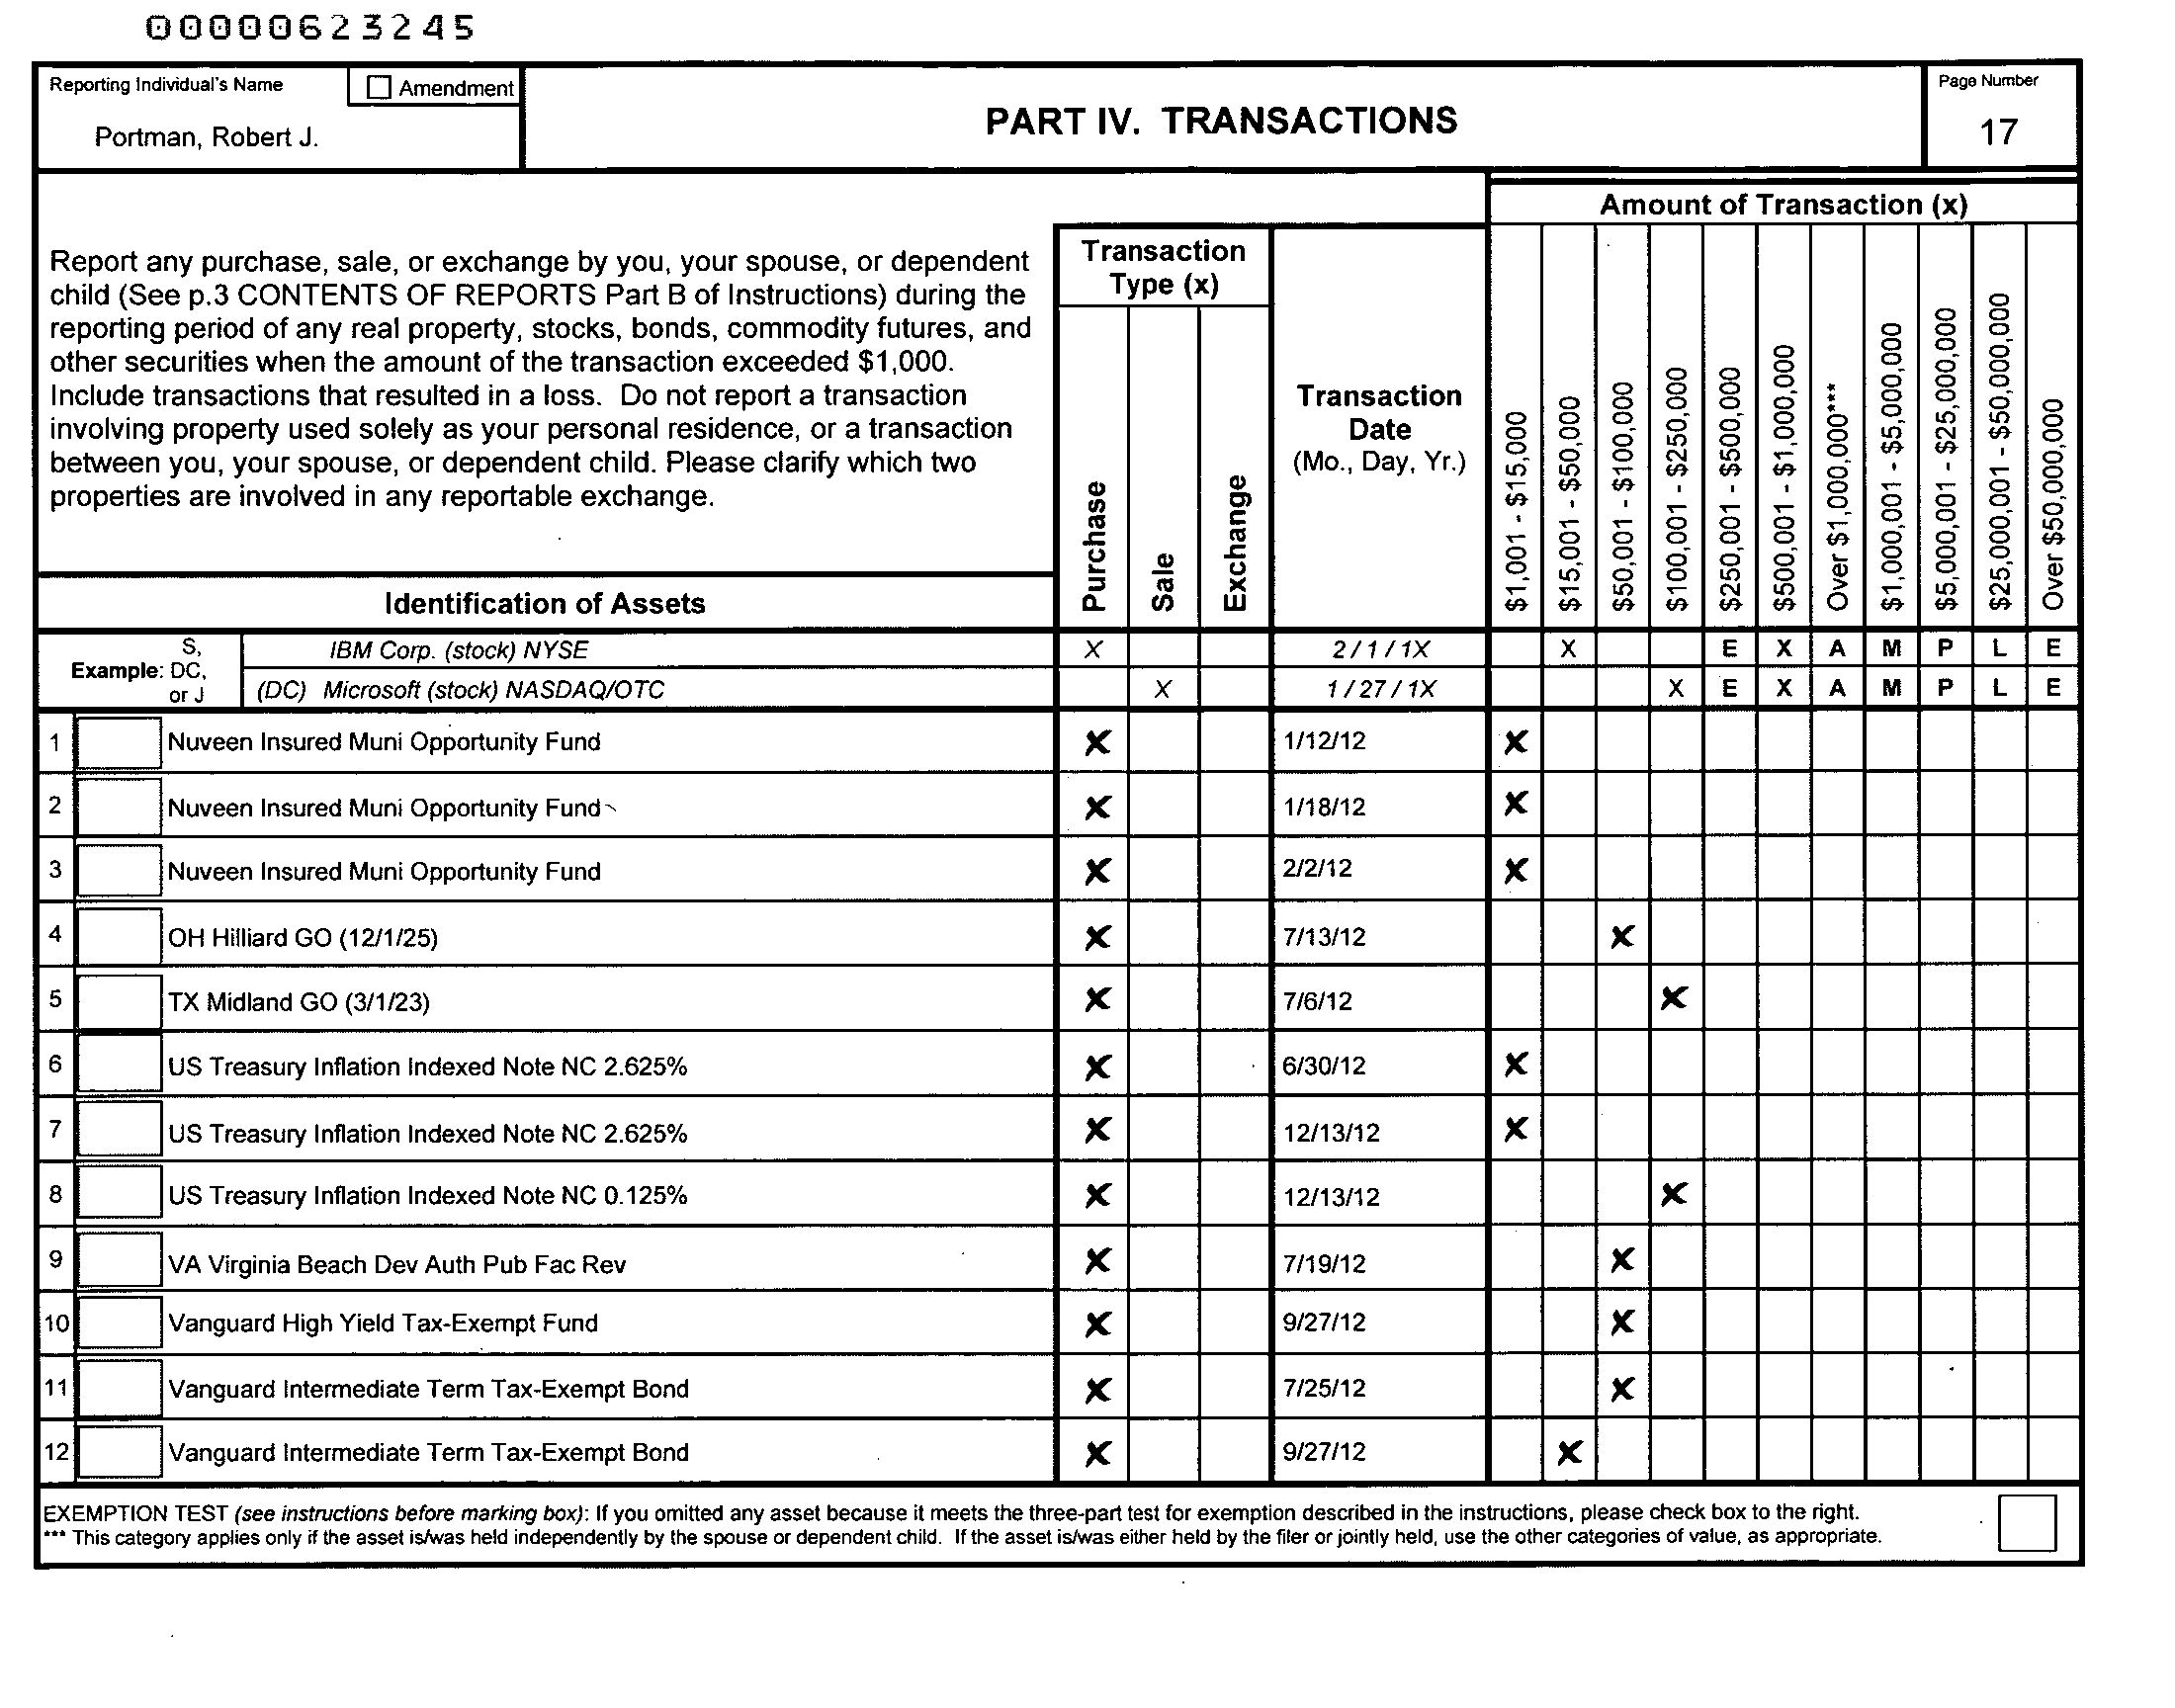 00000623245
Reporting Individual's Name
Amendment
Portman, Robert J.
PART IV. TRANSACTIONS
Page Number
17
Report any purchase, sale, or exchange by you, your spouse, or dependent
child (See p.3 CONTENTS OF REPORTS Part B of Instructions) during the
reporting period of any real property, stocks, bonds, commodity futures, and
other securities when the amount of the transaction exceeded $1,000.
Include transactions that resulted in a loss. Do not report a transaction
involving property used solely as your personal residence, or a transaction
between you, your spouse, or dependent child. Please clarify which two
properties are involved in any reportable exchange.
Identification of Assets
Transaction
Type (x)
Purchase
Sale
Exchange
Transaction
Date
(Mo., Day, Yr.)
Amount of Transaction (x)
$1,001 - $15,000
$15,001 - $50,000
$50,001 - $100,000
$100,001 - $250,000
$250,001 - $500,000
$500,001 - $1,000,000
Over $1,000,000***
$1,000,001 - $5,000,000
$5,000,001 - $25,000,000
$25,000,001 - $50,000,000
Over $50,000,000
Example: S, DC, or J
IBM Corp. (stock) NYSE X 2 / 1 / 1X X E X A M P L E
(DC) Microsoft (stock) NASDAQ/OTC X 1 / 27 / 1X X E X A M P L E
1 Nuveen Insured Muni Opportunity Fund X 1/12/12 X
2 Nuveen Insured Muni Opportunity Fund X 1/18/12 X
3 Nuveen Insured Muni Opportunity Fund X 2/2/12 X
4 OH Hilliard GO (12/1/25) X 7/13/12 X
5 TX Midland GO (3/1/23) X 7/6/12 X
6 US Treasury Inflation Indexed Note NC 2.625% X 6/30/12 X
7 US Treasury Inflation Indexed Note NC 2.625% X 12/13/12 X
8 US Treasury Inflation Indexed Note NC 0.125% X 12/13/12 X
9 VA Virginia Beach Dev Auth Pub Fac Rev X 7/19/12 X
10 Vanguard High Yield Tax-Exempt Fund X 9/27/12 X
11 Vanguard Intermediate Term Tax-Exempt Bond X 7/25/12 X
12 Vanguard Intermediate Term Tax-Exempt Bond X 9/27/12 X
EXEMPTION TEST (see instructions before marking box): If you omitted any asset because it meets the three-part test for exemption described in the instructions, please check box to the right.
*** This category applies only if the asset is/was held independently by the spouse or dependent child. If the asset is/was either held by the filer or jointly held, use the other categories of value, as appropriate.